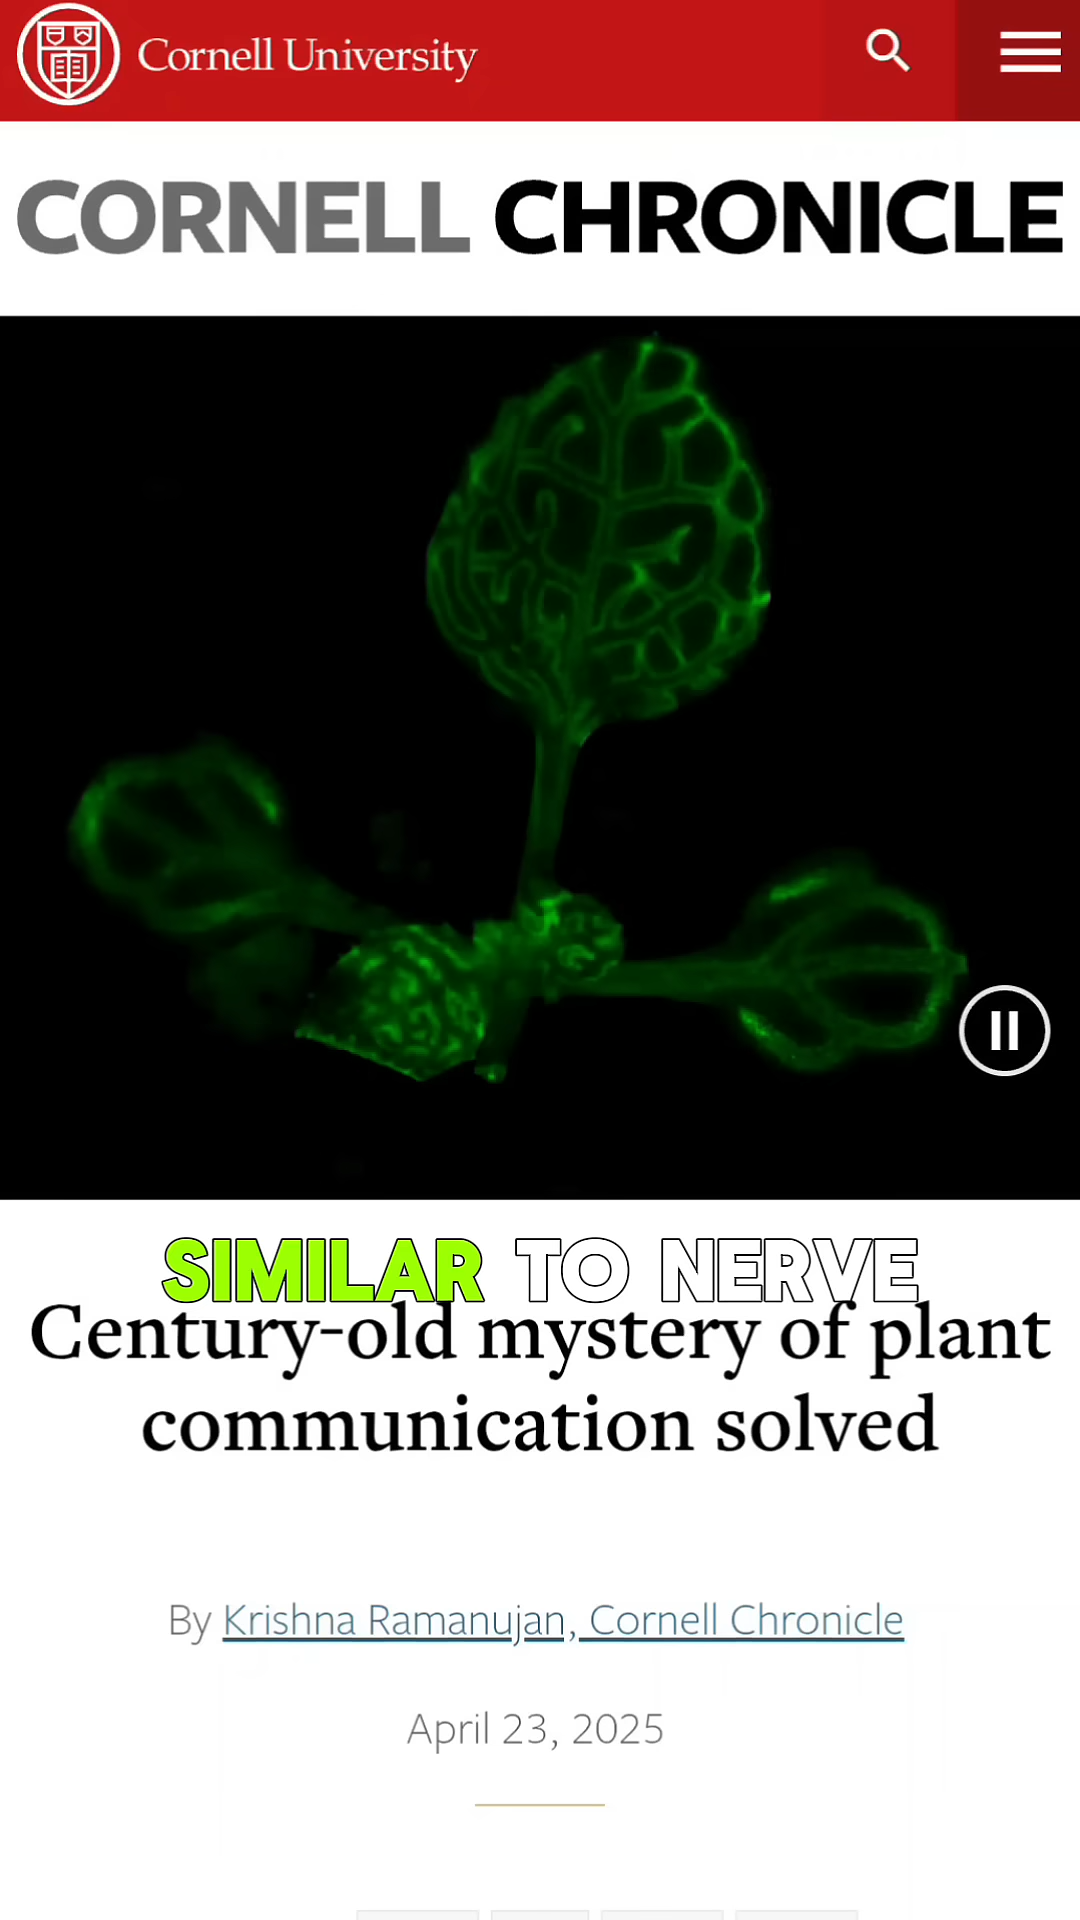 Cornell University
CORNELL CHRONICLE
SIMILAR TO NERVE
Century-old mystery of plant
communication solved
By Krishna Ramanujan, Cornell Chronicle
April 23, 2025